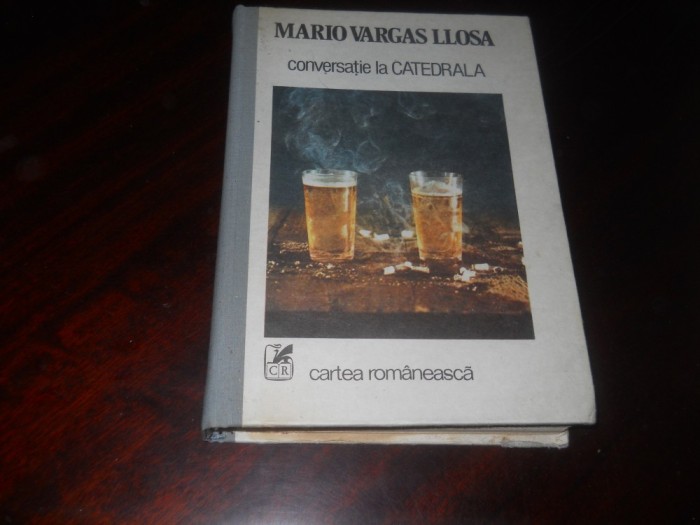 MARIO VARGAS LLOSA
conversație la CATEDRALA
CR
cartea românească